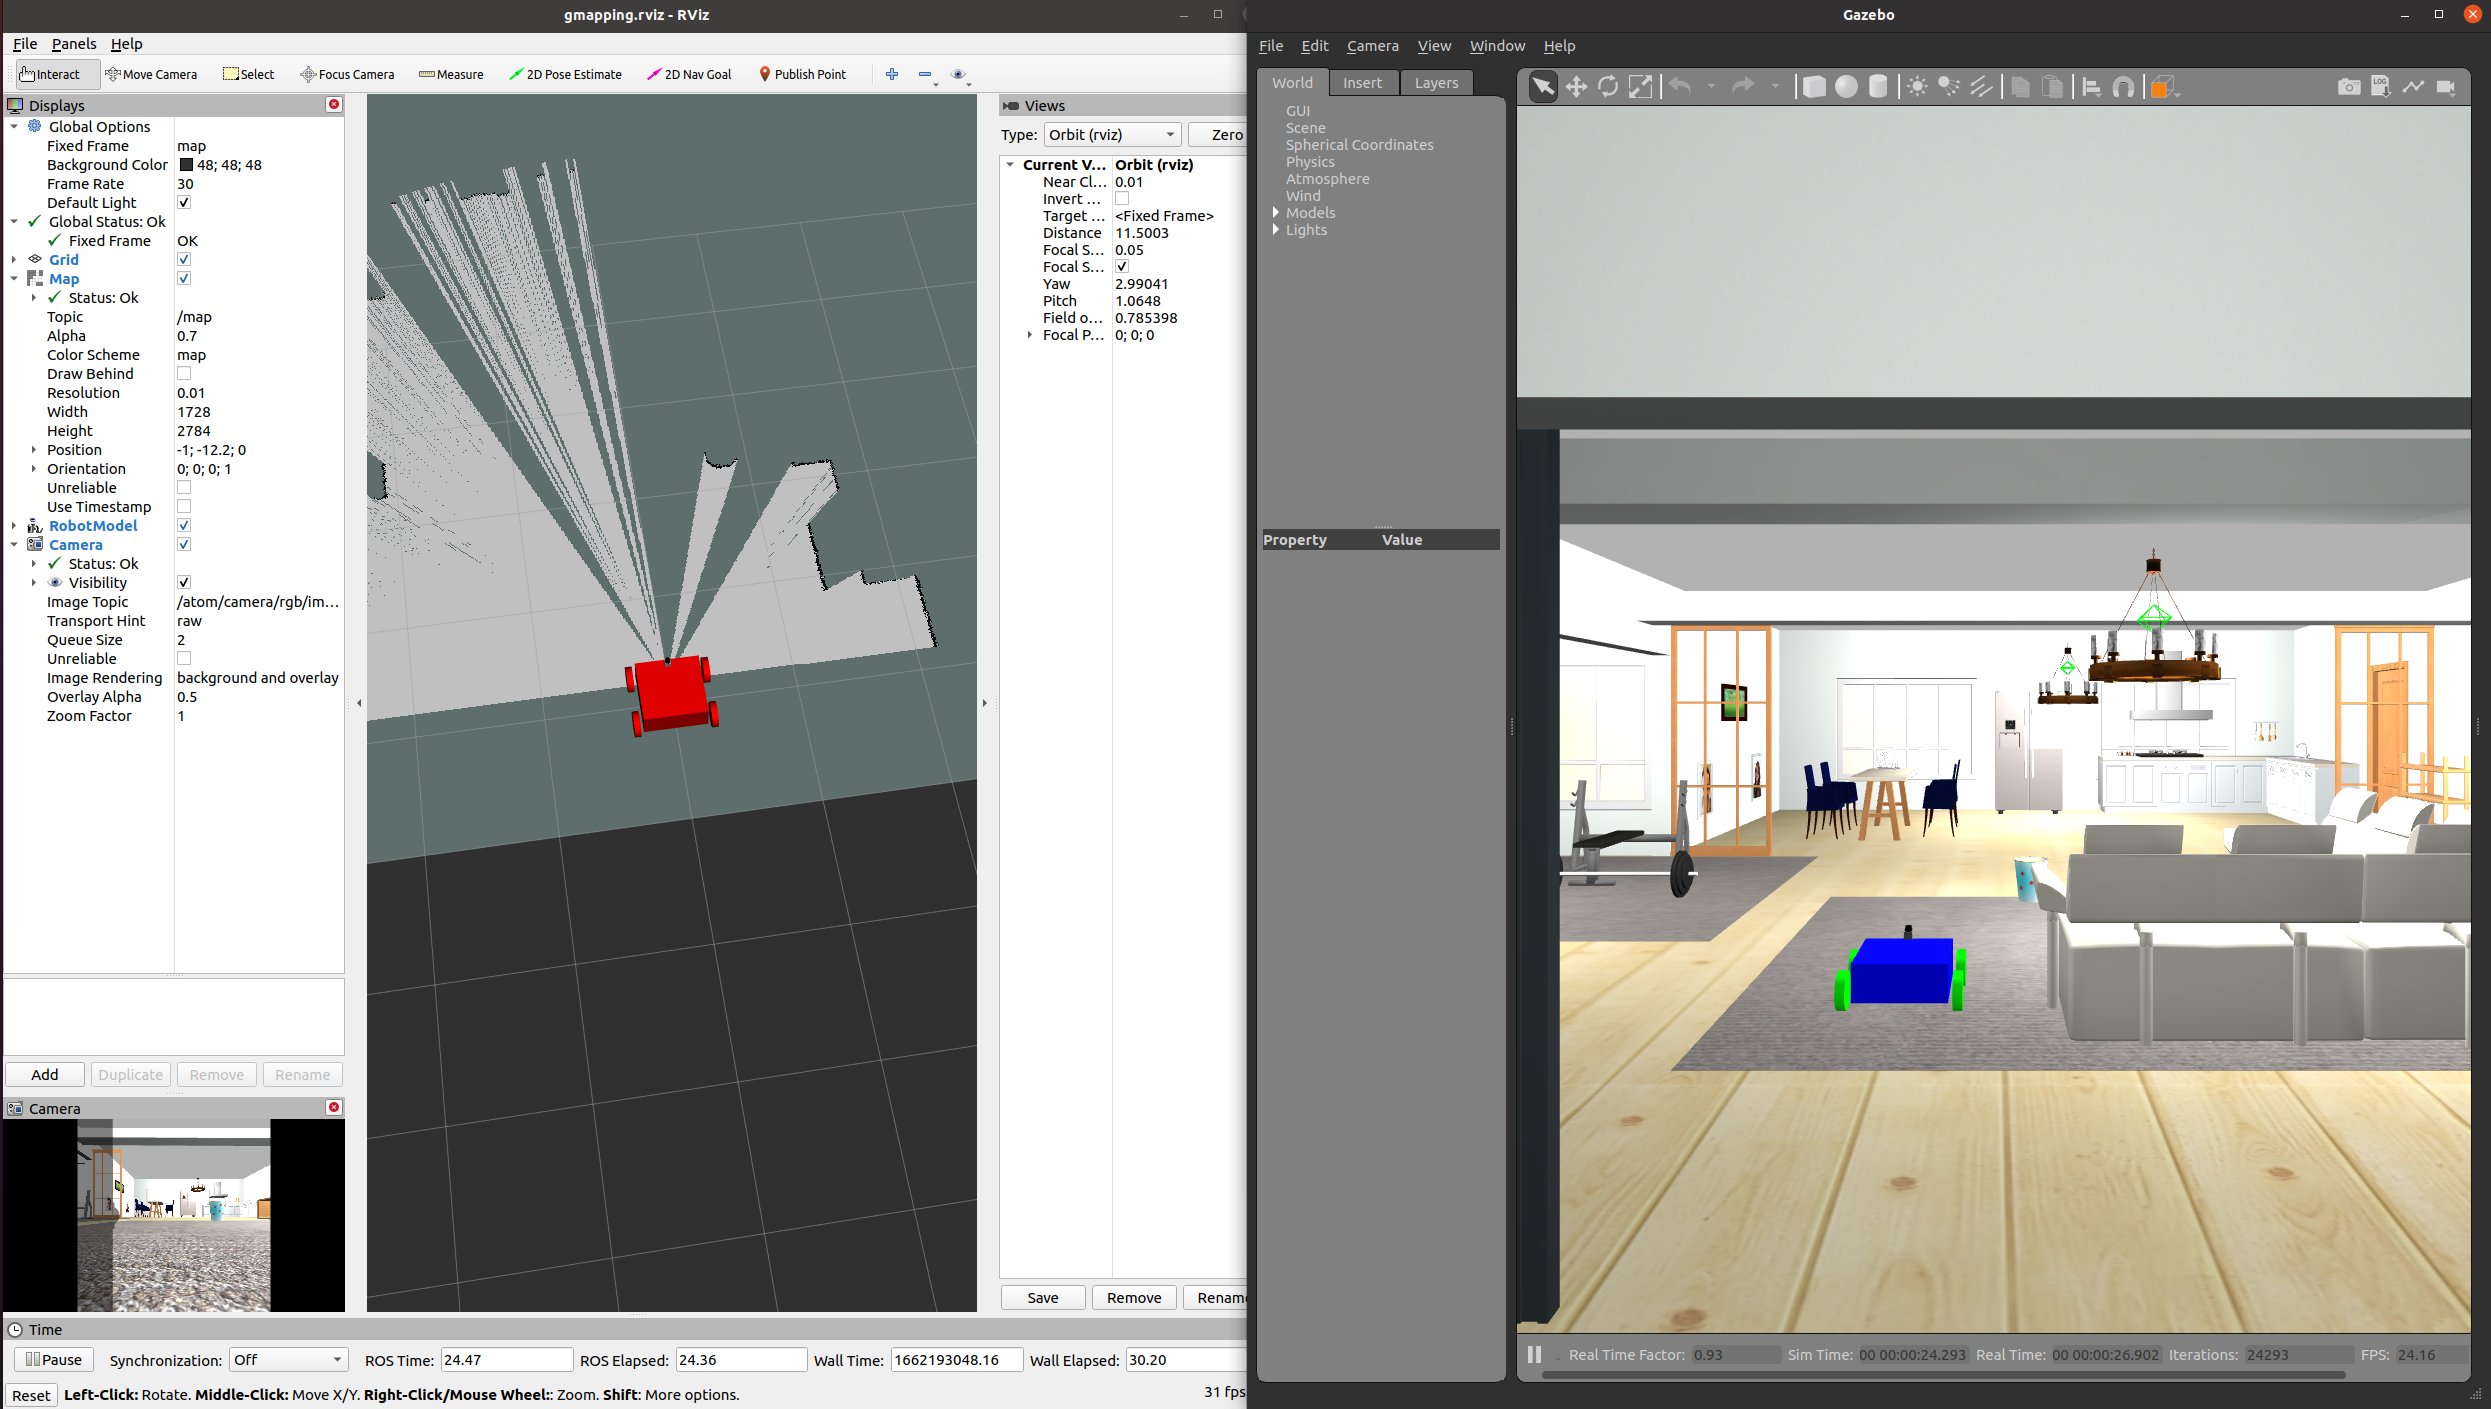 gmapping.rviz - RViz
File Panels Help
Interact Move Camera Select Focus Camera Measure 2D Pose Estimate 2D Nav Goal Publish Point
Displays
Global Options
Fixed Frame map
Background Color 48; 48; 48
Frame Rate 30
Default Light
Global Status: Ok
Fixed Frame OK
Grid
Map
Status: Ok
Topic /map
Alpha 0.7
Color Scheme map
Draw Behind
Resolution 0.01
Width 1728
Height 2784
Position -1; -12.2; 0
Orientation 0; 0; 0; 1
Unreliable
Use Timestamp
RobotModel
Camera
Status: Ok
Visibility
Image Topic /atom/camera/rgb/im...
Transport Hint raw
Queue Size 2
Unreliable
Image Rendering background and overlay
Overlay Alpha 0.5
Zoom Factor 1
Add Duplicate Remove Rename
Camera
Views
Type: Orbit (rviz) Zero
Current V... Orbit (rviz)
Near Cl... 0.01
Invert ...
Target ... <Fixed Frame>
Distance 11.5003
Focal S... 0.05
Focal S...
Yaw 2.99041
Pitch 1.0648
Field o... 0.785398
Focal P... 0; 0; 0
Save Remove Renam
Time
Pause Synchronization: Off ROS Time: 24.47 ROS Elapsed: 24.36 Wall Time: 1662193048.16 Wall Elapsed: 30.20
Reset Left-Click: Rotate. Middle-Click: Move X/Y. Right-Click/Mouse Wheel:: Zoom. Shift: More options. 31 fps
Gazebo
File Edit Camera View Window Help
World Insert Layers
LOG
GUI
Scene
Spherical Coordinates
Physics
Atmosphere
Wind
Models
Lights
Property Value
Real Time Factor: 0.93 Sim Time: 00 00:00:24.293 Real Time: 00 00:00:26.902 Iterations: 24293 FPS: 24.16